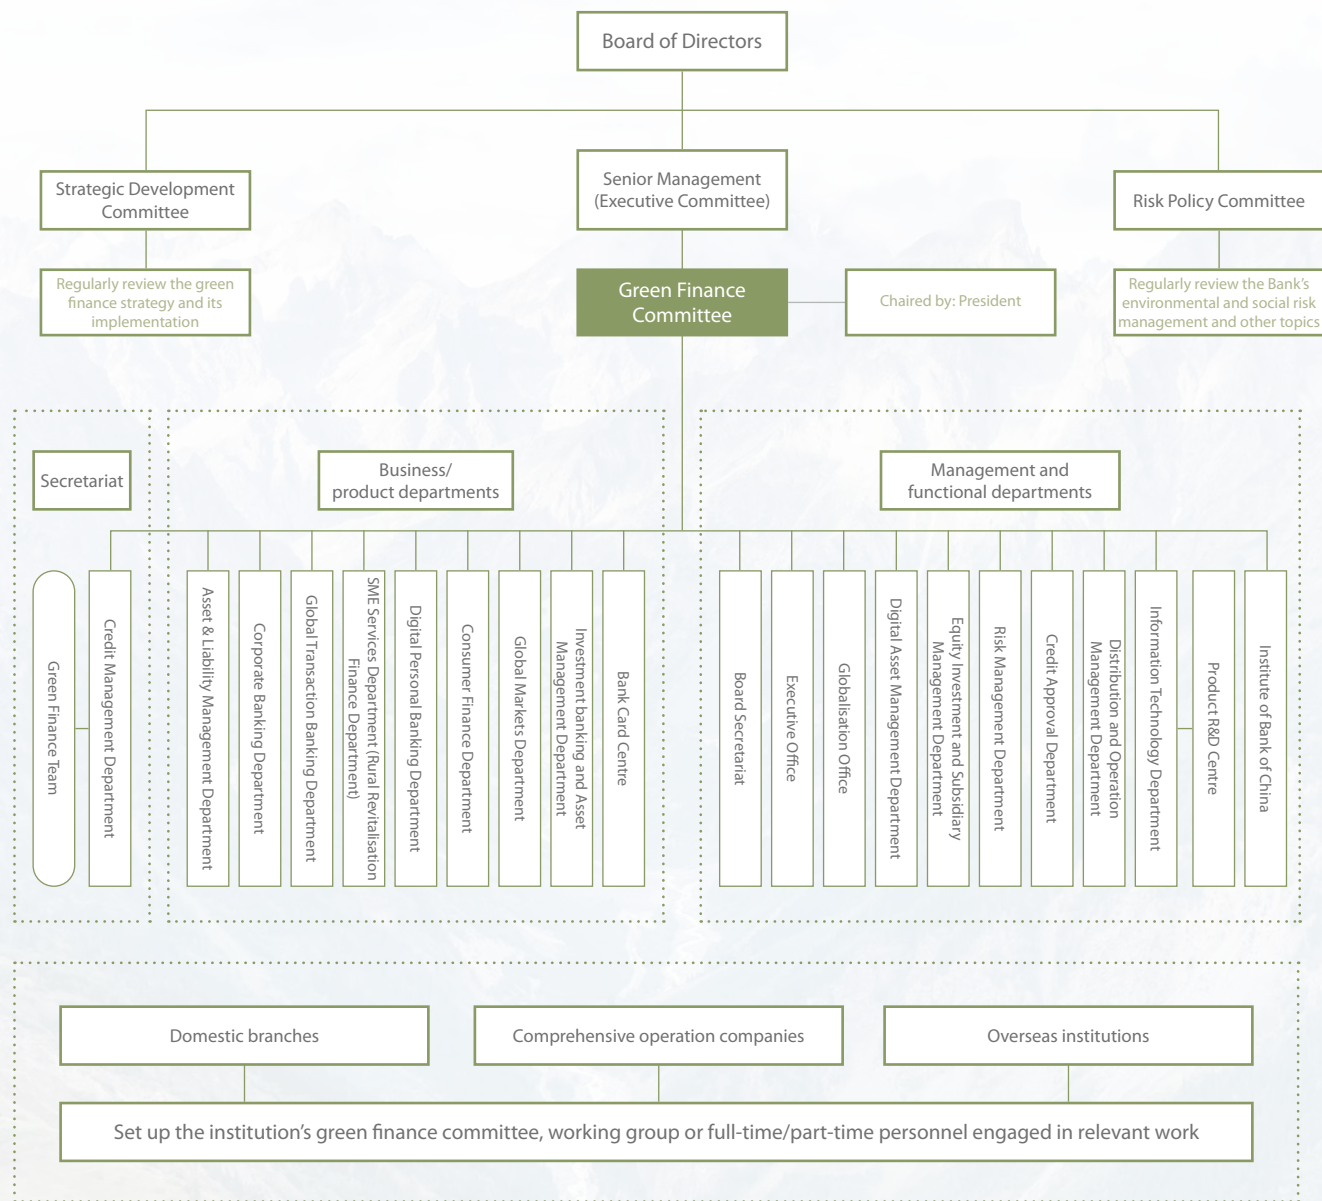 Board of Directors
Strategic Development
Committee
Senior Management
(Executive Committee)
Risk Policy Committee
Regularly review the green
finance strategy and its
implementation
Green Finance
Committee
Chaired by: President
Regularly review the Bank's
environmental and social risk
management and other topics
Secretariat
Business/
product departments
Management and
functional departments
Green Finance Team
Credit Management Department
Asset & Liability Management Department
Corporate Banking Department
Global Transaction Banking Department
SME Services Department (Rural Revitalisation
Finance Department)
Digital Personal Banking Department
Consumer Finance Department
Global Markets Department
Investment banking and Asset
Management Department
Bank Card Centre
Board Secretariat
Executive Office
Globalisation Office
Digital Asset Management Department
Equity Investment and Subsidiary
Management Department
Risk Management Department
Credit Approval Department
Distribution and Operation
Management Department
Information Technology Department
Product R&D Centre
Institute of Bank of China
Domestic branches
Comprehensive operation companies
Overseas institutions
Set up the institution's green finance committee, working group or full-time/part-time personnel engaged in relevant work